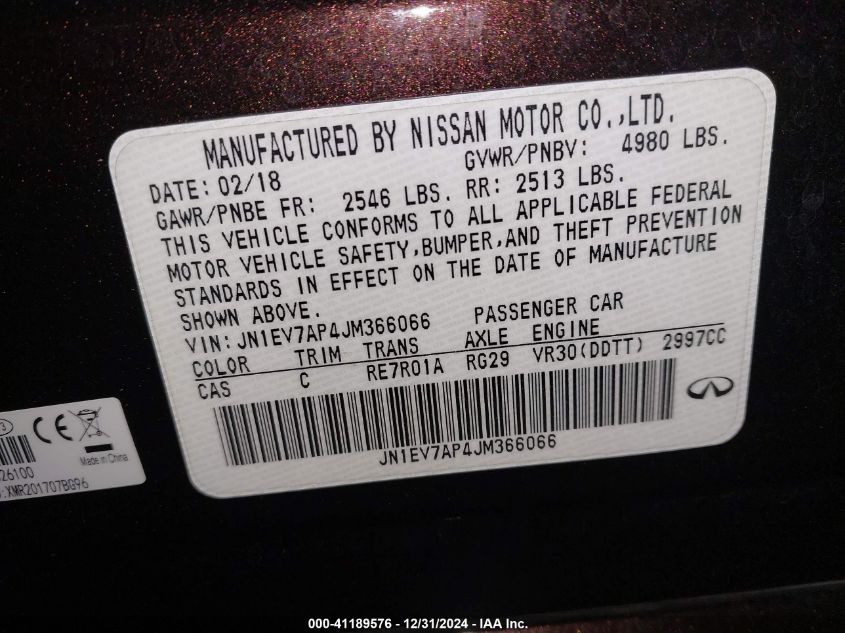 MANUFACTURED BY NISSAN MOTOR CO.,LTD.
DATE: 02/18 GVWR/PNBV: 4980 LBS.
GAWR/PNBE FR: 2546 LBS. RR: 2513 LBS.
THIS VEHICLE CONFORMS TO ALL APPLICABLE FEDERAL
MOTOR VEHICLE SAFETY,BUMPER,AND THEFT PREVENTION
STANDARDS IN EFFECT ON THE DATE OF MANUFACTURE
SHOWN ABOVE.
VIN: JN1EV7AP4JM366066 PASSENGER CAR
COLOR TRIM TRANS AXLE ENGINE
CAS C RE7R01A RG29 VR30(DDTT) 2997CC
JN1EV7AP4JM366066
CE
Made in China
26100
XMR201707BG96
000-41189576 - 12/31/2024 - IAA Inc.